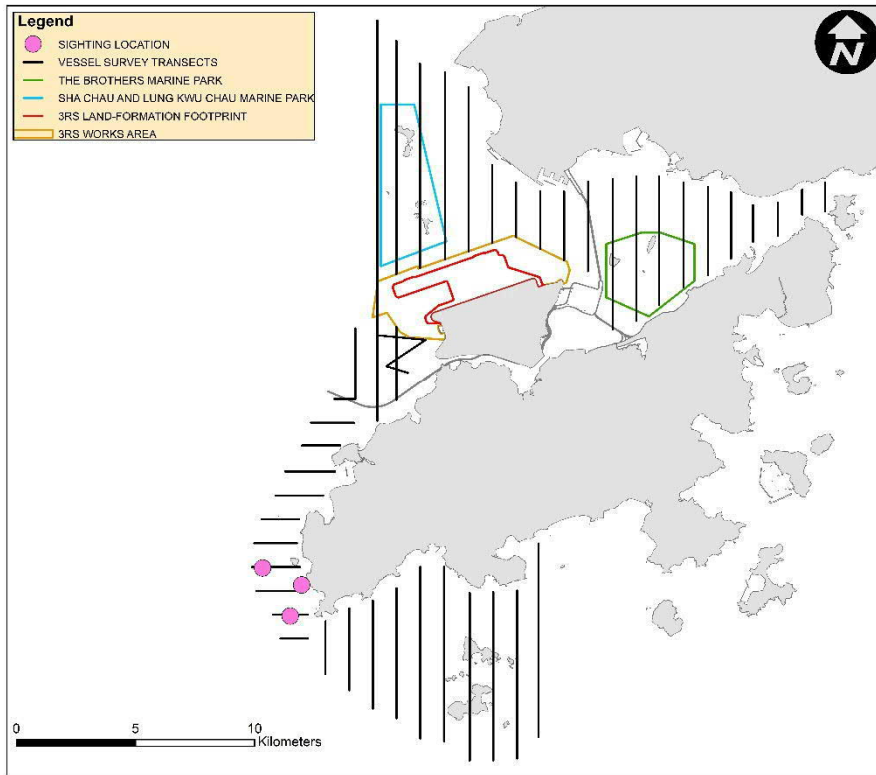 Legend
SIGHTING LOCATION
VESSEL SURVEY TRANSECTS
THE BROTHERS MARINE PARK
SHA CHAU AND LUNG KWU CHAU MARINE PARK
3RS LAND-FORMATION FOOTPRINT
3RS WORKS AREA
N
0 5 10
Kilometers